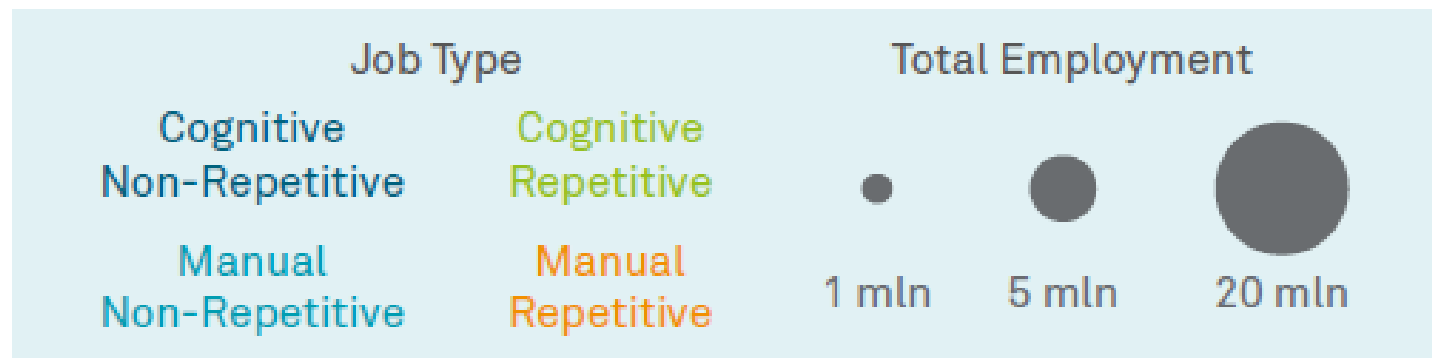 Job Type
Cognitive
Non-Repetitive
Cognitive
Repetitive
Manual
Non-Repetitive
Manual
Repetitive
Total Employment
1 mln
5 mln
20 mln